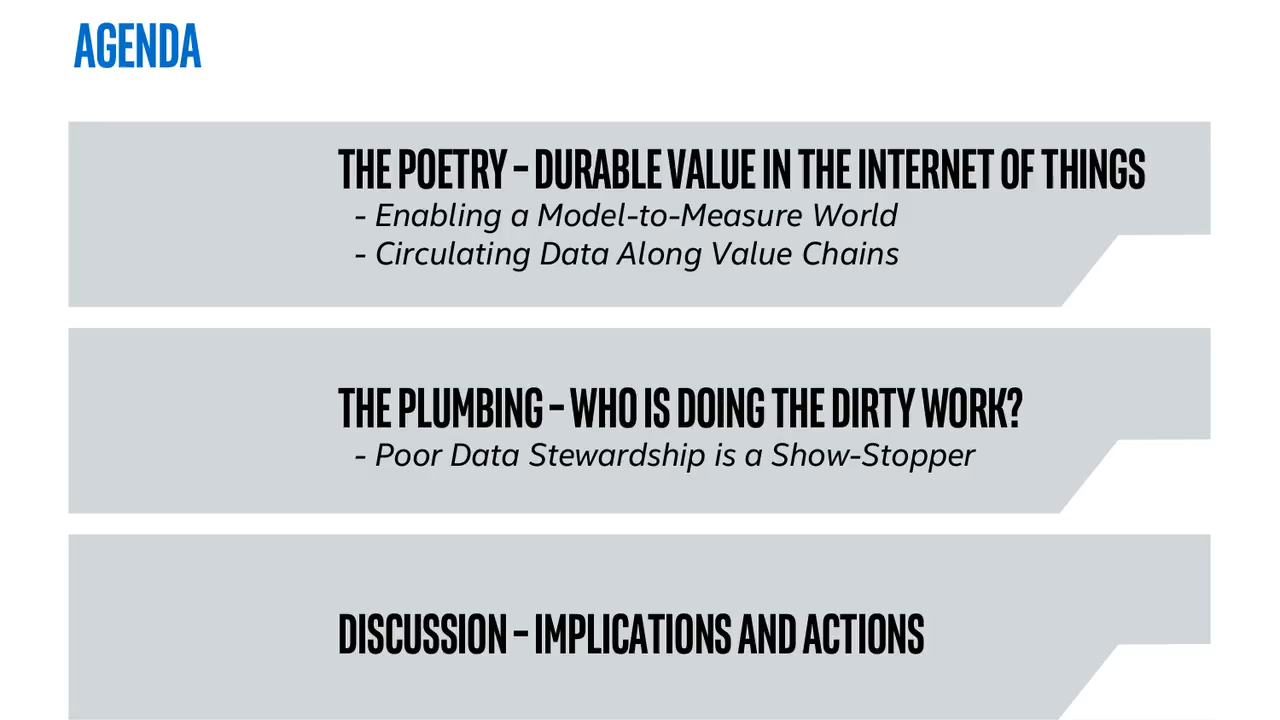 AGENDA
THE POETRY – DURABLE VALUE IN THE INTERNET OF THINGS
- Enabling a Model-to-Measure World
- Circulating Data Along Value Chains
THE PLUMBING – WHO IS DOING THE DIRTY WORK?
- Poor Data Stewardship is a Show-Stopper
DISCUSSION – IMPLICATIONS AND ACTIONS